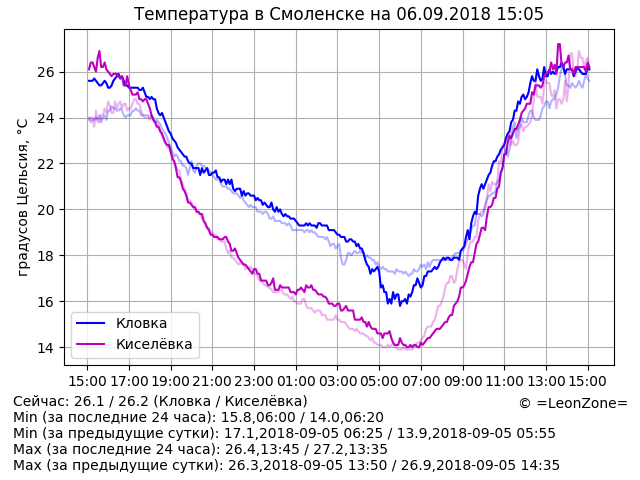 Температура в Смоленске на 06.09.2018 15:05
градусов Цельсия, °C
26
24
22
20
18
16
14
Кловка
Киселёвка
15:00 17:00 19:00 21:00 23:00 01:00 03:00 05:00 07:00 09:00 11:00 13:00 15:00
Сейчас: 26.1 / 26.2 (Кловка / Киселёвка)
© =LeonZone=
Min (за последние 24 часа): 15.8,06:00 / 14.0,06:20
Min (за предыдущие сутки): 17.1,2018-09-05 06:25 / 13.9,2018-09-05 05:55
Max (за последние 24 часа): 26.4,13:45 / 27.2,13:35
Max (за предыдущие сутки): 26.3,2018-09-05 13:50 / 26.9,2018-09-05 14:35